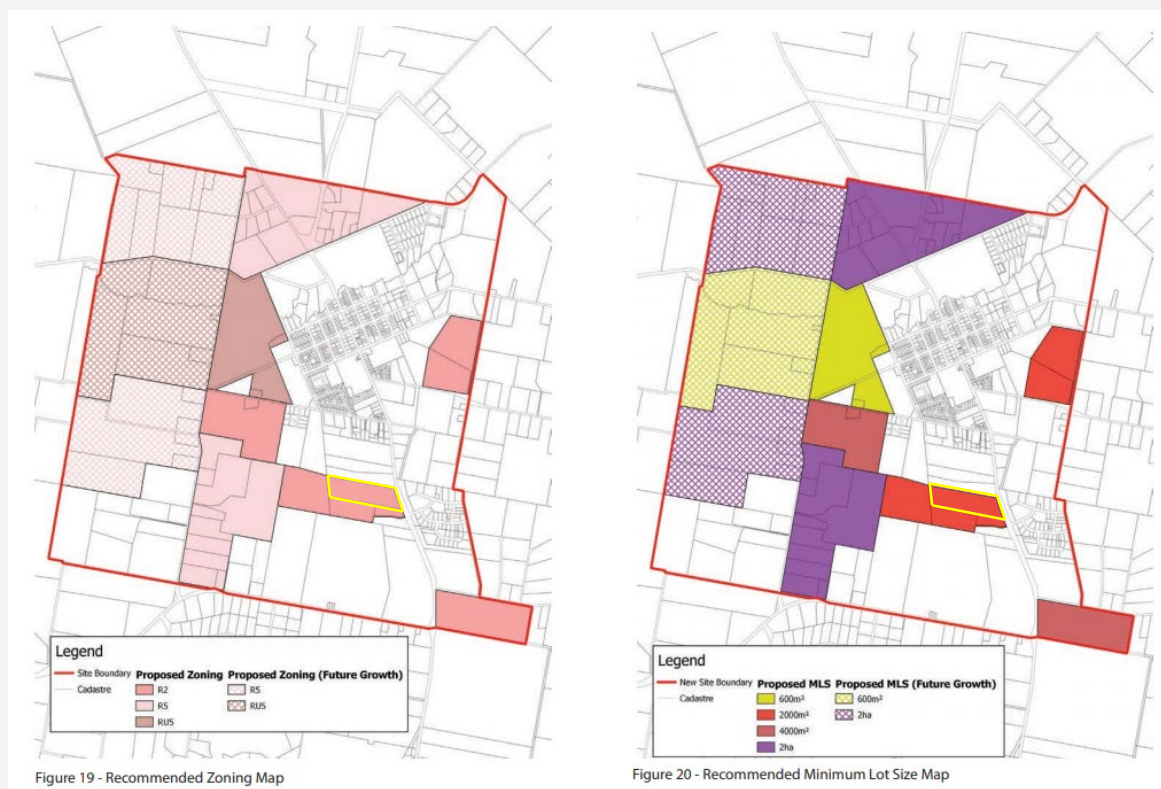 Legend
Site Boundary
Cadastre
Proposed Zoning
R2
R5
RU5
Proposed Zoning (Future Growth)
R5
RU5
Figure 19 - Recommended Zoning Map
Legend
New Site Boundary
Cadastre
Proposed MLS
600m²
2000m²
4000m²
2ha
Proposed MLS (Future Growth)
600m²
2ha
Figure 20 - Recommended Minimum Lot Size Map